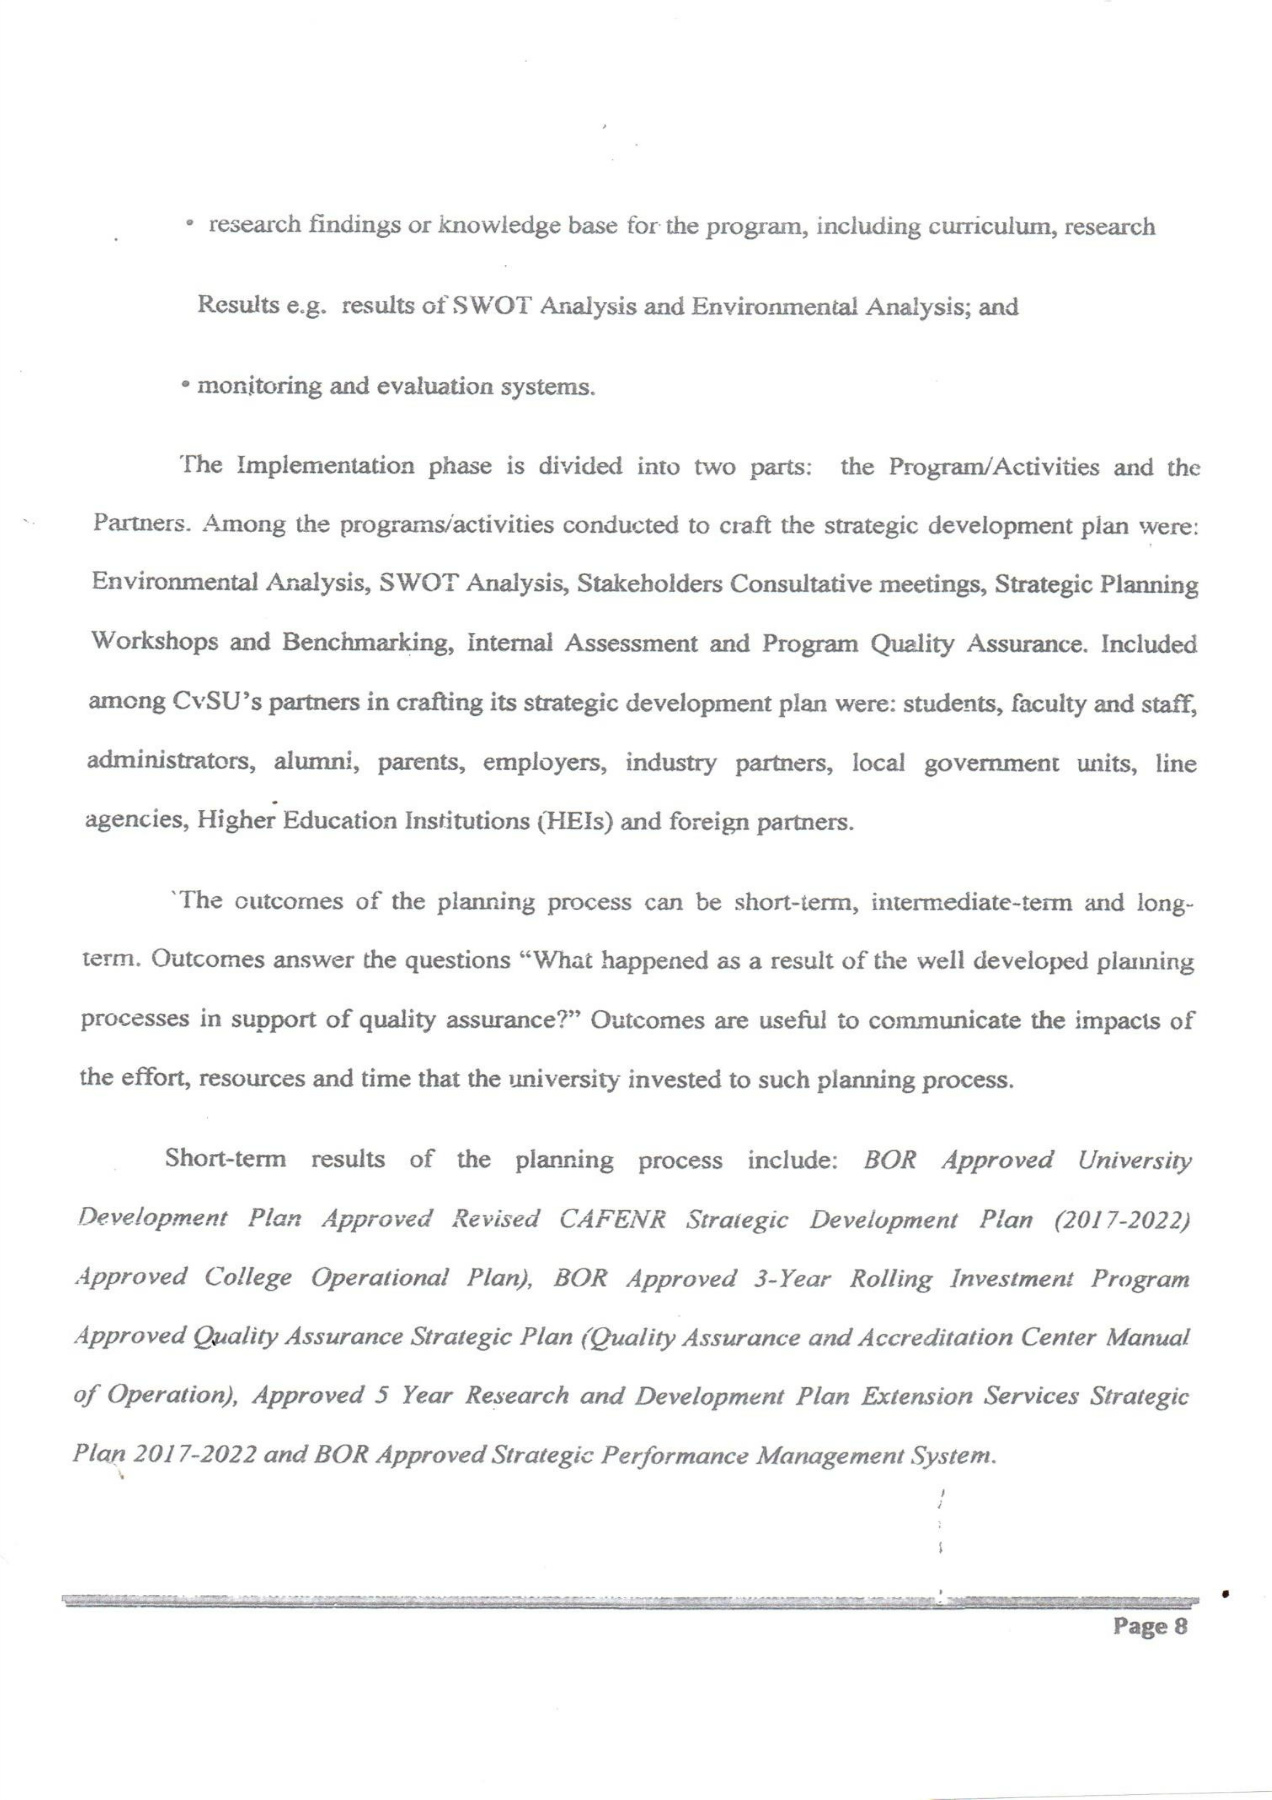 • research findings or knowledge base for the program, including curriculum, research
Results e.g. results of SWOT Analysis and Environmental Analysis; and
• monitoring and evaluation systems.
The Implementation phase is divided into two parts: the Program/Activities and the
Partners. Among the programs/activities conducted to craft the strategic development plan were:
Environmental Analysis, SWOT Analysis, Stakeholders Consultative meetings, Strategic Planning
Workshops and Benchmarking, Internal Assessment and Program Quality Assurance. Included
among CvSU's partners in crafting its strategic development plan were: students, faculty and staff,
administrators, alumni, parents, employers, industry partners, local government units, line
agencies, Higher Education Institutions (HEIs) and foreign partners.
`The outcomes of the planning process can be short-term, intermediate-term and long-
term. Outcomes answer the questions “What happened as a result of the well developed planning
processes in support of quality assurance?” Outcomes are useful to communicate the impacts of
the effort, resources and time that the university invested to such planning process.
Short-term results of the planning process include: BOR Approved University
Development Plan Approved Revised CAFENR Strategic Development Plan (2017-2022)
Approved College Operational Plan), BOR Approved 3-Year Rolling Investment Program
Approved Quality Assurance Strategic Plan (Quality Assurance and Accreditation Center Manual
of Operation), Approved 5 Year Research and Development Plan Extension Services Strategic
Plan 2017-2022 and BOR Approved Strategic Performance Management System.
Page 8